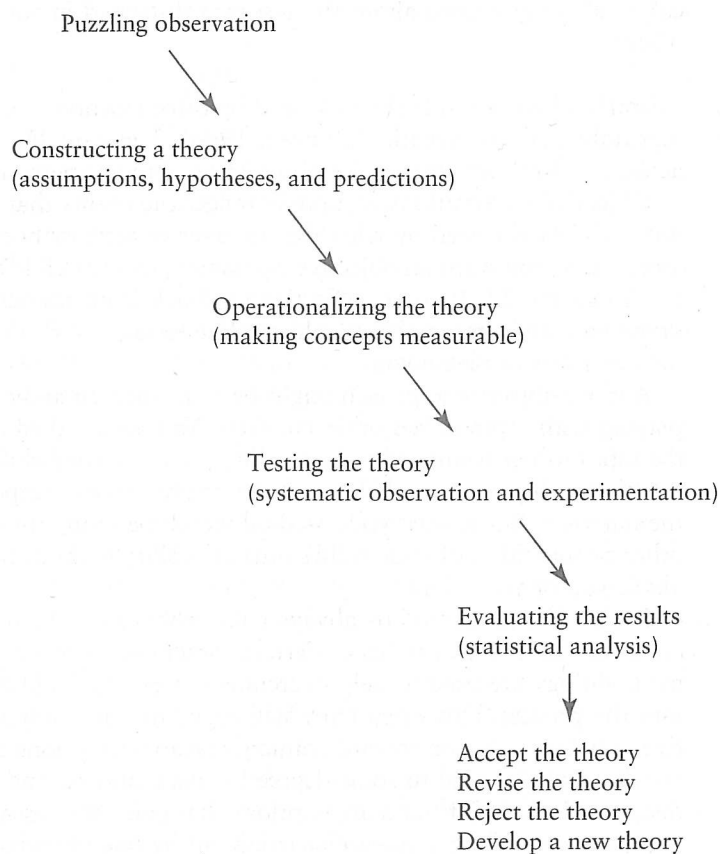 Puzzling observation
Constructing a theory
(assumptions, hypotheses, and predictions)
Operationalizing the theory
(making concepts measurable)
Testing the theory
(systematic observation and experimentation)
Evaluating the results
(statistical analysis)
Accept the theory
Revise the theory
Reject the theory
Develop a new theory